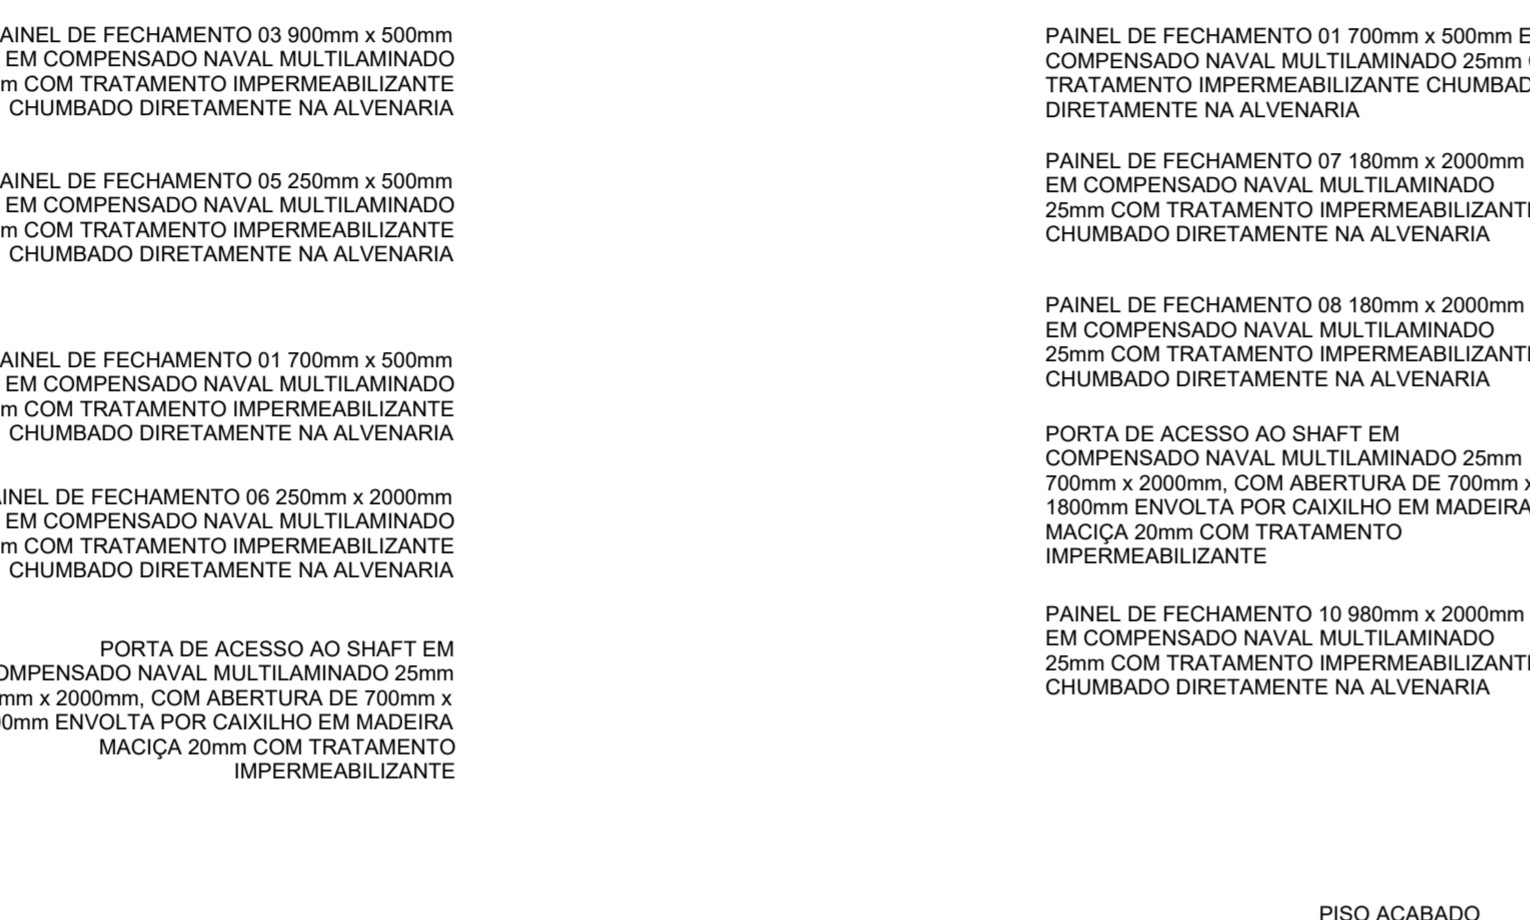 AINEL DE FECHAMENTO 03 900mm x 500mm
EM COMPENSADO NAVAL MULTILAMINADO
m COM TRATAMENTO IMPERMEABILIZANTE
CHUMBADO DIRETAMENTE NA ALVENARIA
AINEL DE FECHAMENTO 05 250mm x 500mm
EM COMPENSADO NAVAL MULTILAMINADO
m COM TRATAMENTO IMPERMEABILIZANTE
CHUMBADO DIRETAMENTE NA ALVENARIA
AINEL DE FECHAMENTO 01 700mm x 500mm
EM COMPENSADO NAVAL MULTILAMINADO
m COM TRATAMENTO IMPERMEABILIZANTE
CHUMBADO DIRETAMENTE NA ALVENARIA
AINEL DE FECHAMENTO 06 250mm x 2000mm
EM COMPENSADO NAVAL MULTILAMINADO
m COM TRATAMENTO IMPERMEABILIZANTE
CHUMBADO DIRETAMENTE NA ALVENARIA
PORTA DE ACESSO AO SHAFT EM
OMPENSADO NAVAL MULTILAMINADO 25mm
mm x 2000mm, COM ABERTURA DE 700mm x
0mm ENVOLTA POR CAIXILHO EM MADEIRA
MACIÇA 20mm COM TRATAMENTO
IMPERMEABILIZANTE
PAINEL DE FECHAMENTO 01 700mm x 500mm E
COMPENSADO NAVAL MULTILAMINADO 25mm
TRATAMENTO IMPERMEABILIZANTE CHUMBAD
DIRETAMENTE NA ALVENARIA
PAINEL DE FECHAMENTO 07 180mm x 2000mm
EM COMPENSADO NAVAL MULTILAMINADO
25mm COM TRATAMENTO IMPERMEABILIZANTE
CHUMBADO DIRETAMENTE NA ALVENARIA
PAINEL DE FECHAMENTO 08 180mm x 2000mm
EM COMPENSADO NAVAL MULTILAMINADO
25mm COM TRATAMENTO IMPERMEABILIZANTE
CHUMBADO DIRETAMENTE NA ALVENARIA
PORTA DE ACESSO AO SHAFT EM
COMPENSADO NAVAL MULTILAMINADO 25mm
700mm x 2000mm, COM ABERTURA DE 700mm x
1800mm ENVOLTA POR CAIXILHO EM MADEIRA
MACIÇA 20mm COM TRATAMENTO
IMPERMEABILIZANTE
PAINEL DE FECHAMENTO 10 980mm x 2000mm
EM COMPENSADO NAVAL MULTILAMINADO
25mm COM TRATAMENTO IMPERMEABILIZANTE
CHUMBADO DIRETAMENTE NA ALVENARIA
PISO ACABADO